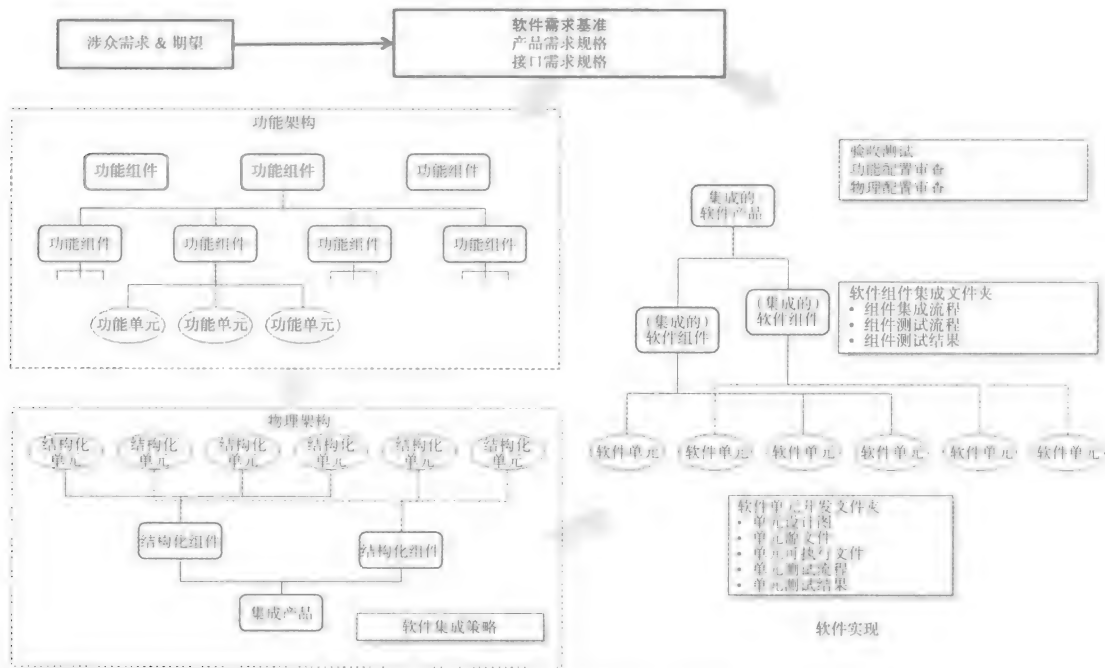 涉众需求 & 期望
软件需求基准
产品需求规格
接口需求规格
功能架构
功能组件
功能组件
功能组件
功能组件
功能组件
功能组件
功能组件
(功能单元)
(功能单元)
(功能单元)
物理架构
结构化
单元
结构化
单元
结构化
单元
结构化
单元
结构化
单元
结构化
单元
结构化组件
结构化组件
集成产品
软件集成策略
验收测试
功能配置审查
物理配置审查
集成的
软件产品
(集成的)
软件组件
(集成的)
软件组件
软件组件集成文件夹
• 组件集成流程
• 组件测试流程
• 组件测试结果
软件单元
软件单元
软件单元
软件单元
软件单元
软件单元
软件单元开发文件夹
• 单元设计图
• 单元源文件
• 单元可执行文件
• 单元测试流程
• 单元测试结果
软件实现